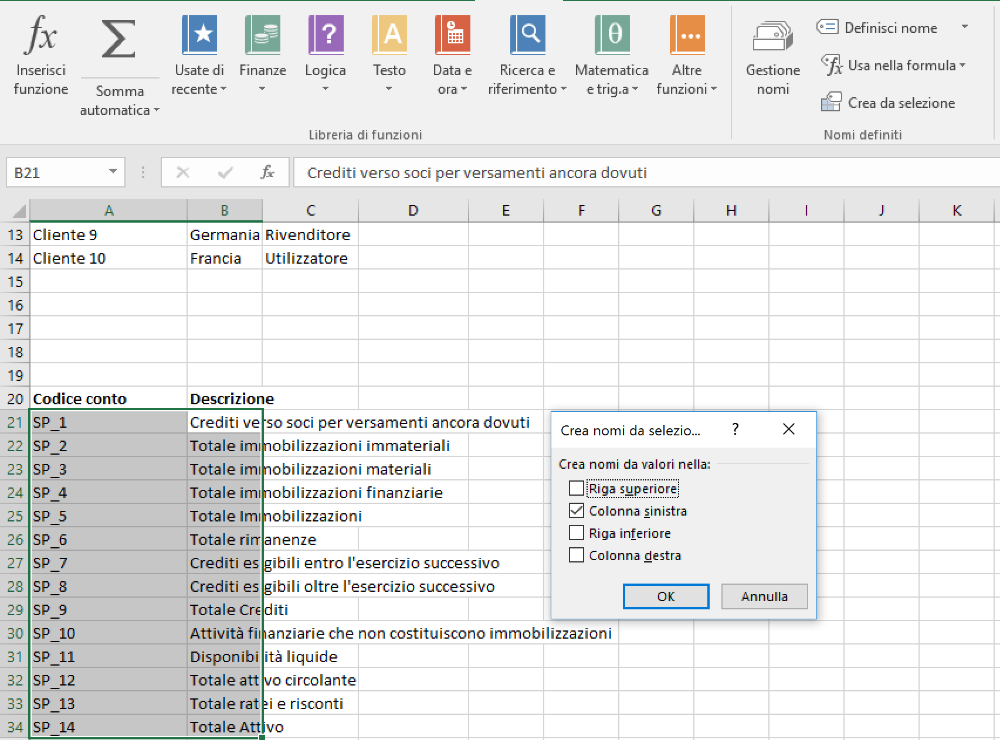 Inserisci funzione
Somma automatica
Usate di recente
Finanze
Logica
Testo
Data e ora
Ricerca e riferimento
Matematica e trig.a
Altre funzioni
Libreria di funzioni
Gestione nomi
Definisci nome
Usa nella formula
Crea da selezione
Nomi definiti
B21
fx
Crediti verso soci per versamenti ancora dovuti
A B C D E F G H I J K
13 Cliente 9 Germania Rivenditore
14 Cliente 10 Francia Utilizzatore
15
16
17
18
19
20 Codice conto Descrizione
21 SP_1 Crediti verso soci per versamenti ancora dovuti
22 SP_2 Totale immobilizzazioni immateriali
23 SP_3 Totale immobilizzazioni materiali
24 SP_4 Totale immobilizzazioni finanziarie
25 SP_5 Totale Immobilizzazioni
26 SP_6 Totale rimanenze
27 SP_7 Crediti esigibili entro l'esercizio successivo
28 SP_8 Crediti esigibili oltre l'esercizio successivo
29 SP_9 Totale Crediti
30 SP_10 Attività finanziarie che non costituiscono immobilizzazioni
31 SP_11 Disponibilità liquide
32 SP_12 Totale attivo circolante
33 SP_13 Totale ratei e risconti
34 SP_14 Totale Attivo
Crea nomi da selezio... ?
Crea nomi da valori nella:
Riga superiore
Colonna sinistra
Riga inferiore
Colonna destra
OK Annulla